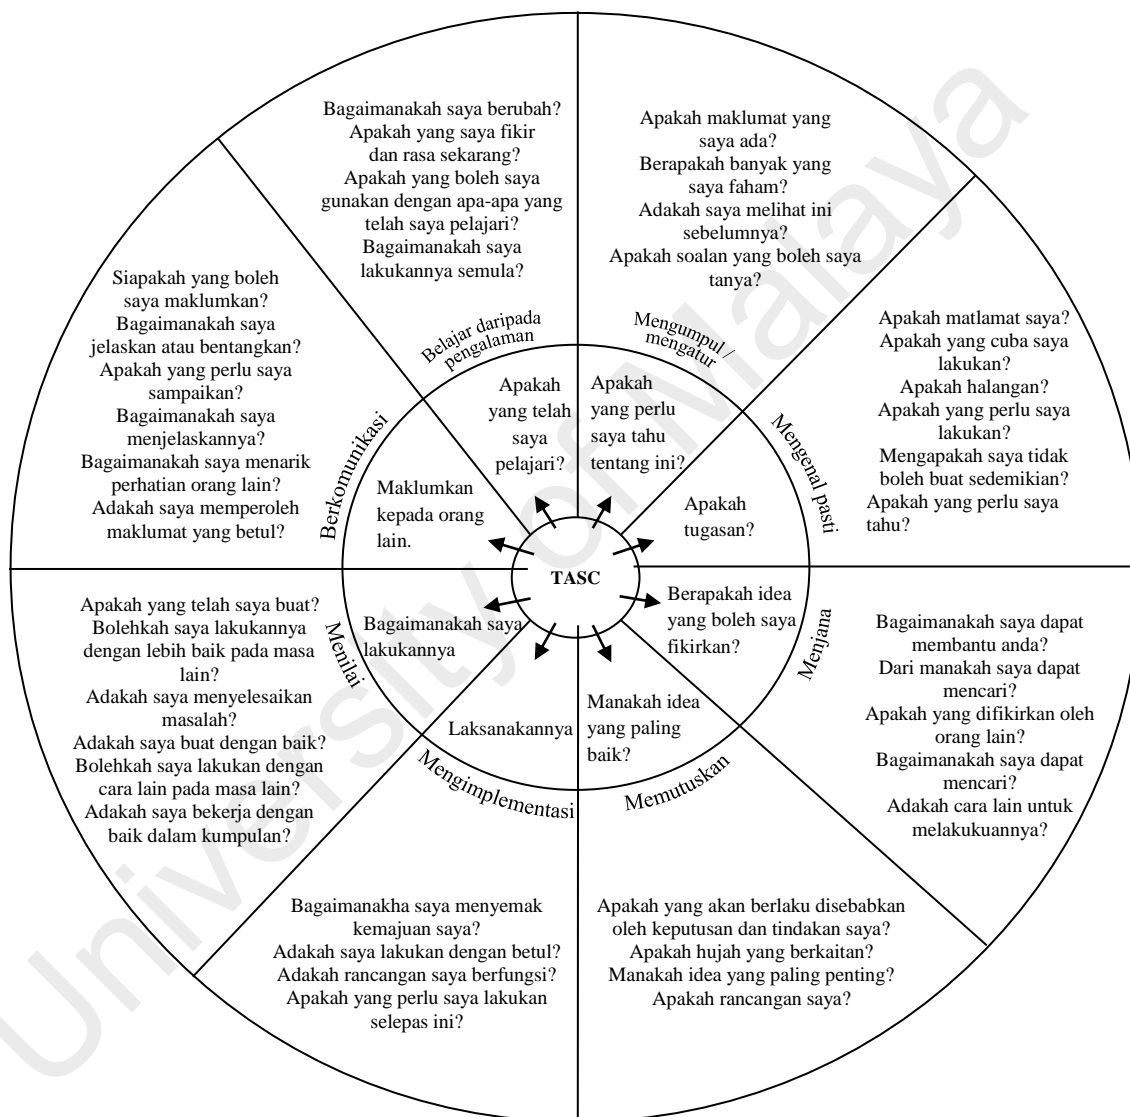 Apakah maklumat yang
saya ada?
Berapakah banyak yang
saya faham?
Adakah saya melihat ini
sebelumnya?
Apakah soalan yang boleh saya
tanya?
Mengumpul /
mengatur
Apakah
yang perlu
saya tahu
tentang ini?
Apakah matlamat saya?
Apakah yang cuba saya
lakukan?
Apakah halangan?
Apakah yang perlu saya
lakukan?
Mengapakah saya tidak
boleh buat sedemikian?
Apakah yang perlu saya
tahu?
Mengenal pasti
Apakah
tugasan?
Bagaimanakah saya dapat
membantu anda?
Dari manakah saya dapat
mencari?
Apakah yang difikirkan oleh
orang lain?
Bagaimanakah saya dapat
mencari?
Adakah cara lain untuk
melakukuannya?
Menjana
Berapakah idea
yang boleh saya
fikirkan?
Apakah yang akan berlaku disebabkan
oleh keputusan dan tindakan saya?
Apakah hujah yang berkaitan?
Manakah idea yang paling penting?
Apakah rancangan saya?
Memutuskan
Manakah idea
yang paling
baik?
Bagaimanakha saya menyemak
kemajuan saya?
Adakah saya lakukan dengan betul?
Adakah rancangan saya berfungsi?
Apakah yang perlu saya lakukan
selepas ini?
Mengimplementasi
Laksanakannya
Apakah yang telah saya buat?
Bolehkah saya lakukannya
dengan lebih baik pada masa
lain?
Adakah saya menyelesaikan
masalah?
Adakah saya buat dengan baik?
Bolehkah saya lakukan dengan
cara lain pada masa lain?
Adakah saya bekerja dengan
baik dalam kumpulan?
Menilai
Bagaimanakah saya
lakukannya
Siapakah yang boleh
saya maklumkan?
Bagaimanakah saya
jelaskan atau bentangkan?
Apakah yang perlu saya
sampaikan?
Bagaimanakah saya
menjelaskannya?
Bagaimanakah saya menarik
perhatian orang lain?
Adakah saya memperoleh
maklumat yang betul?
Berkomunikasi
Maklumkan
kepada orang
lain.
Bagaimanakah saya berubah?
Apakah yang saya fikir
dan rasa sekarang?
Apakah yang boleh saya
gunakan dengan apa-apa yang
telah saya pelajari?
Bagaimanakah saya
lakukannya semula?
Belajar daripada
pengalaman
Apakah
yang telah
saya
pelajari?
TASC
University of Malaya